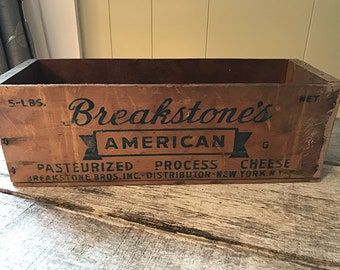 5-LBS. Breakstone's NET
AMERICAN G
PASTEURIZED PROCESS CHEESE
BREAKSTONE BROS. INC.-DISTRIBUTOR-NEW YORK, N.Y.